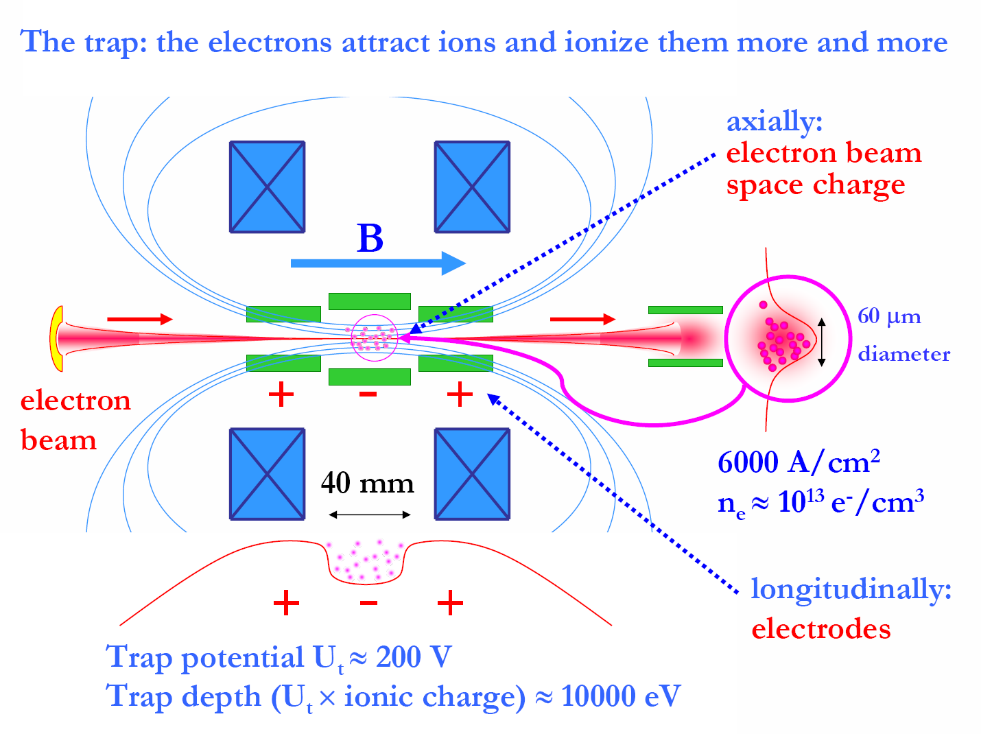 The trap: the electrons attract ions and ionize them more and more
axially:
electron beam
space charge
B
60 μm
diameter
electron
beam
+ - +
40 mm
6000 A/cm²
nₑ ≈ 10¹³ e⁻/cm³
+ - +
longitudinally:
electrodes
Trap potential Uₜ ≈ 200 V
Trap depth (Uₜ × ionic charge) ≈ 10000 eV